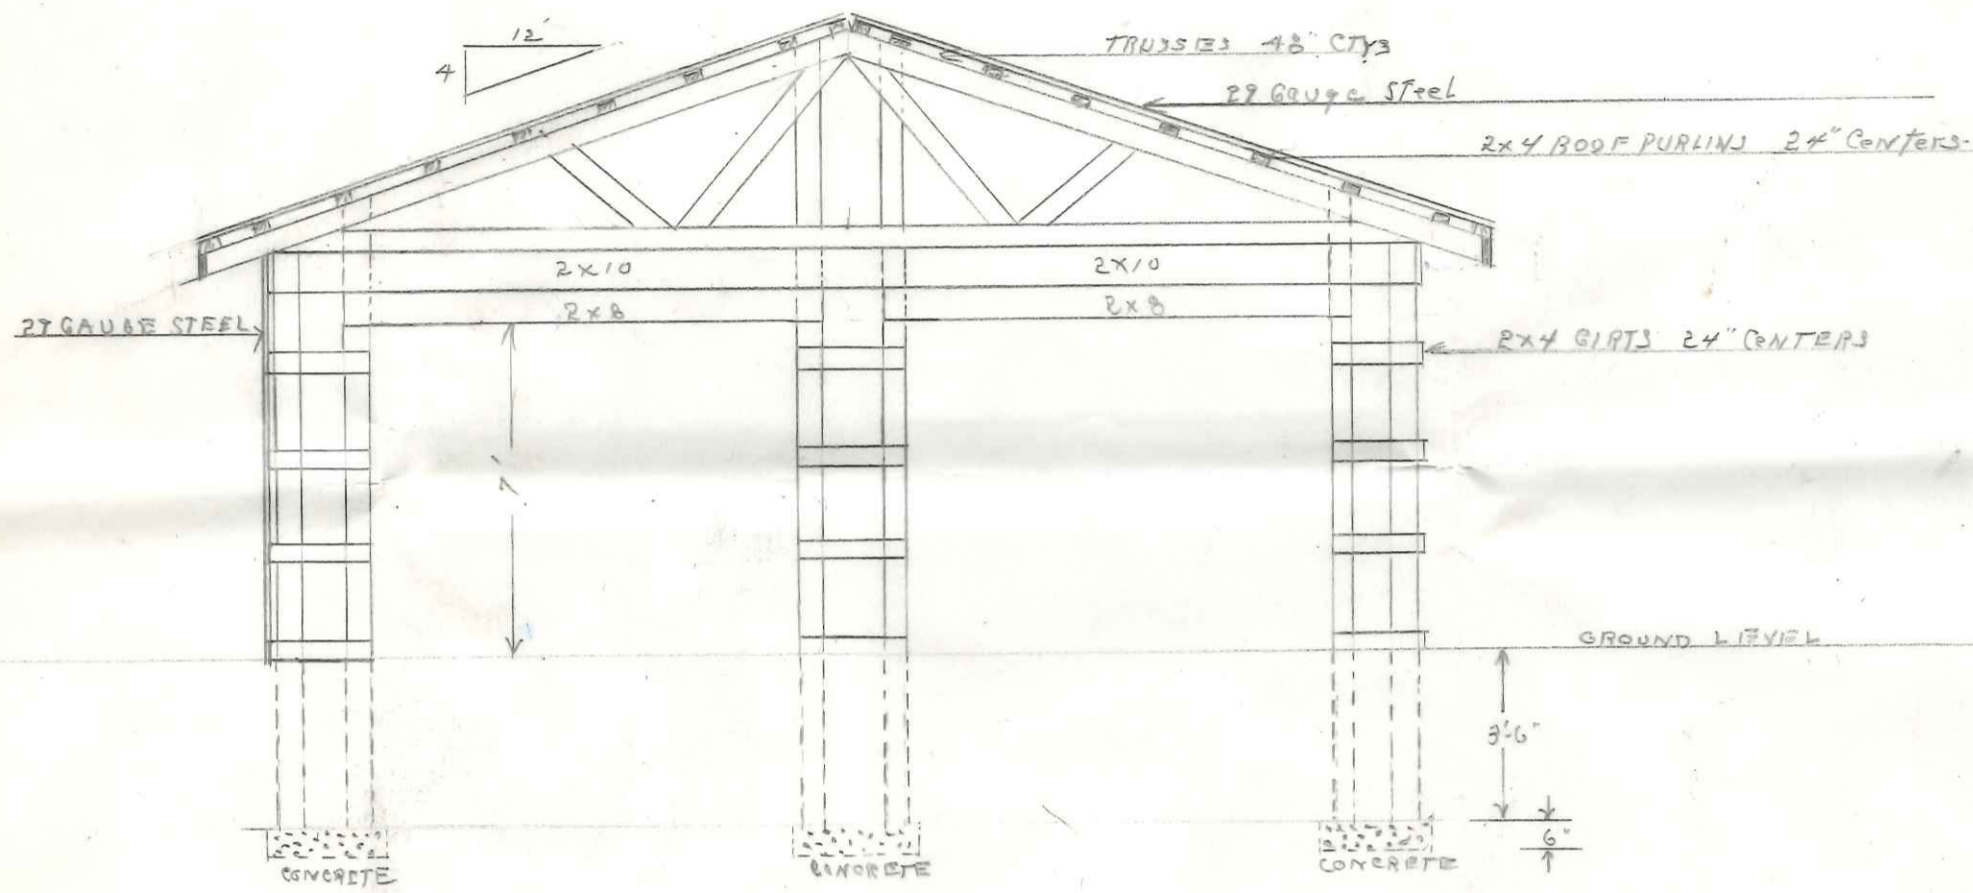 12'
4
TRUSSES 48" CTYS
29 Gauge Steel
2x4 ROOF PURLINS 24" Centers
2x10
2x10
2x8
2x8
29 GAUGE STEEL
2x4 GIRTS 24" CENTERS
7'
GROUND LEVEL
3'-6"
6"
CONCRETE
CONCRETE
CONCRETE